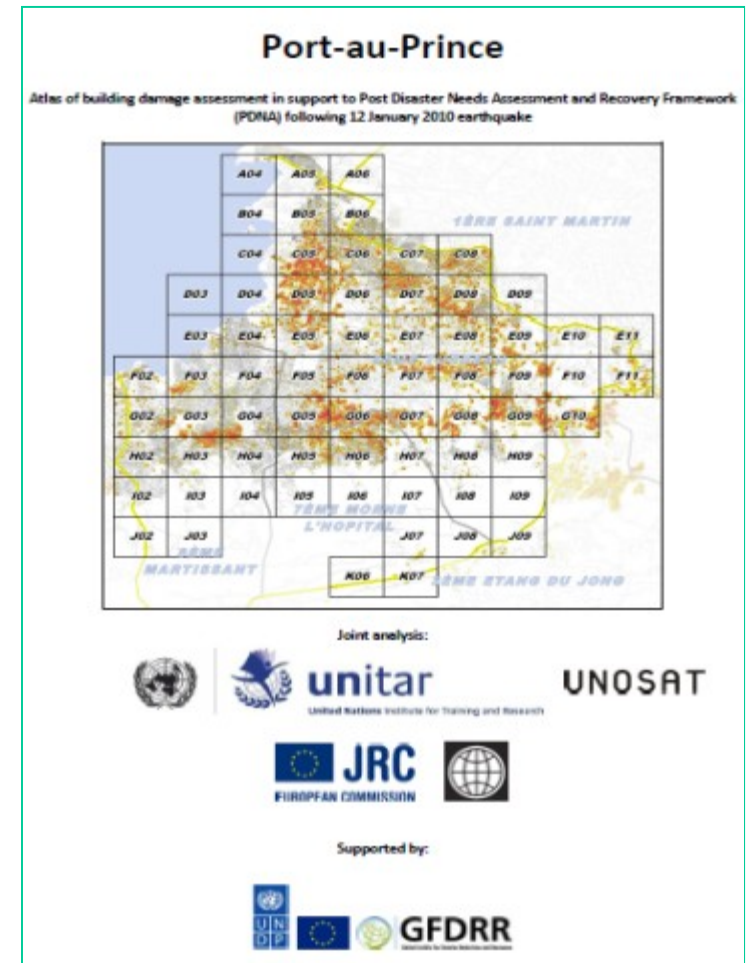 Port-au-Prince
Atlas of building damage assessment in support to Post Disaster Needs Assessment and Recovery Framework
(PDNA) following 12 January 2010 earthquake
A04 A05 A06
B04 B05 B06
1ÈRE SAINT MARTIN
C04 C05 C06 C07 C08
D03 D04 D05 D06 D07 D08 D09
E03 E04 E05 E06 E07 E08 E09 E10 E11
F02 F03 F04 F05 F06 F07 F08 F09 F10 F11
G02 G03 G04 G05 G06 G07 G08 G09 G10
H02 H03 H04 H05 H06 H07 H08 H09
I02 I03 I04 I05 I06 I07 I08 I09
7ÈME MORNE
L'HOPITAL
J02 J03 J07 J08 J09
MARTISSANT
K06 K07
ETANG DU JONG
Joint analysis:
unitar
United Nations Institute for Training and Research
UNOSAT
JRC
EUROPEAN COMMISSION
Supported by:
UN
DP
GFDRR